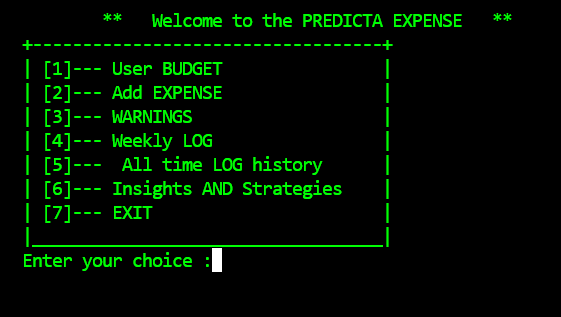 **   Welcome to the PREDICTA EXPENSE   **
+-----------------------------------+
| [1]--- User BUDGET                |
| [2]--- Add EXPENSE                |
| [3]--- WARNINGS                   |
| [4]--- Weekly LOG                 |
| [5]---  All time LOG history      |
| [6]--- Insights AND Strategies    |
| [7]--- EXIT                       |
|___________________________________|
Enter your choice :